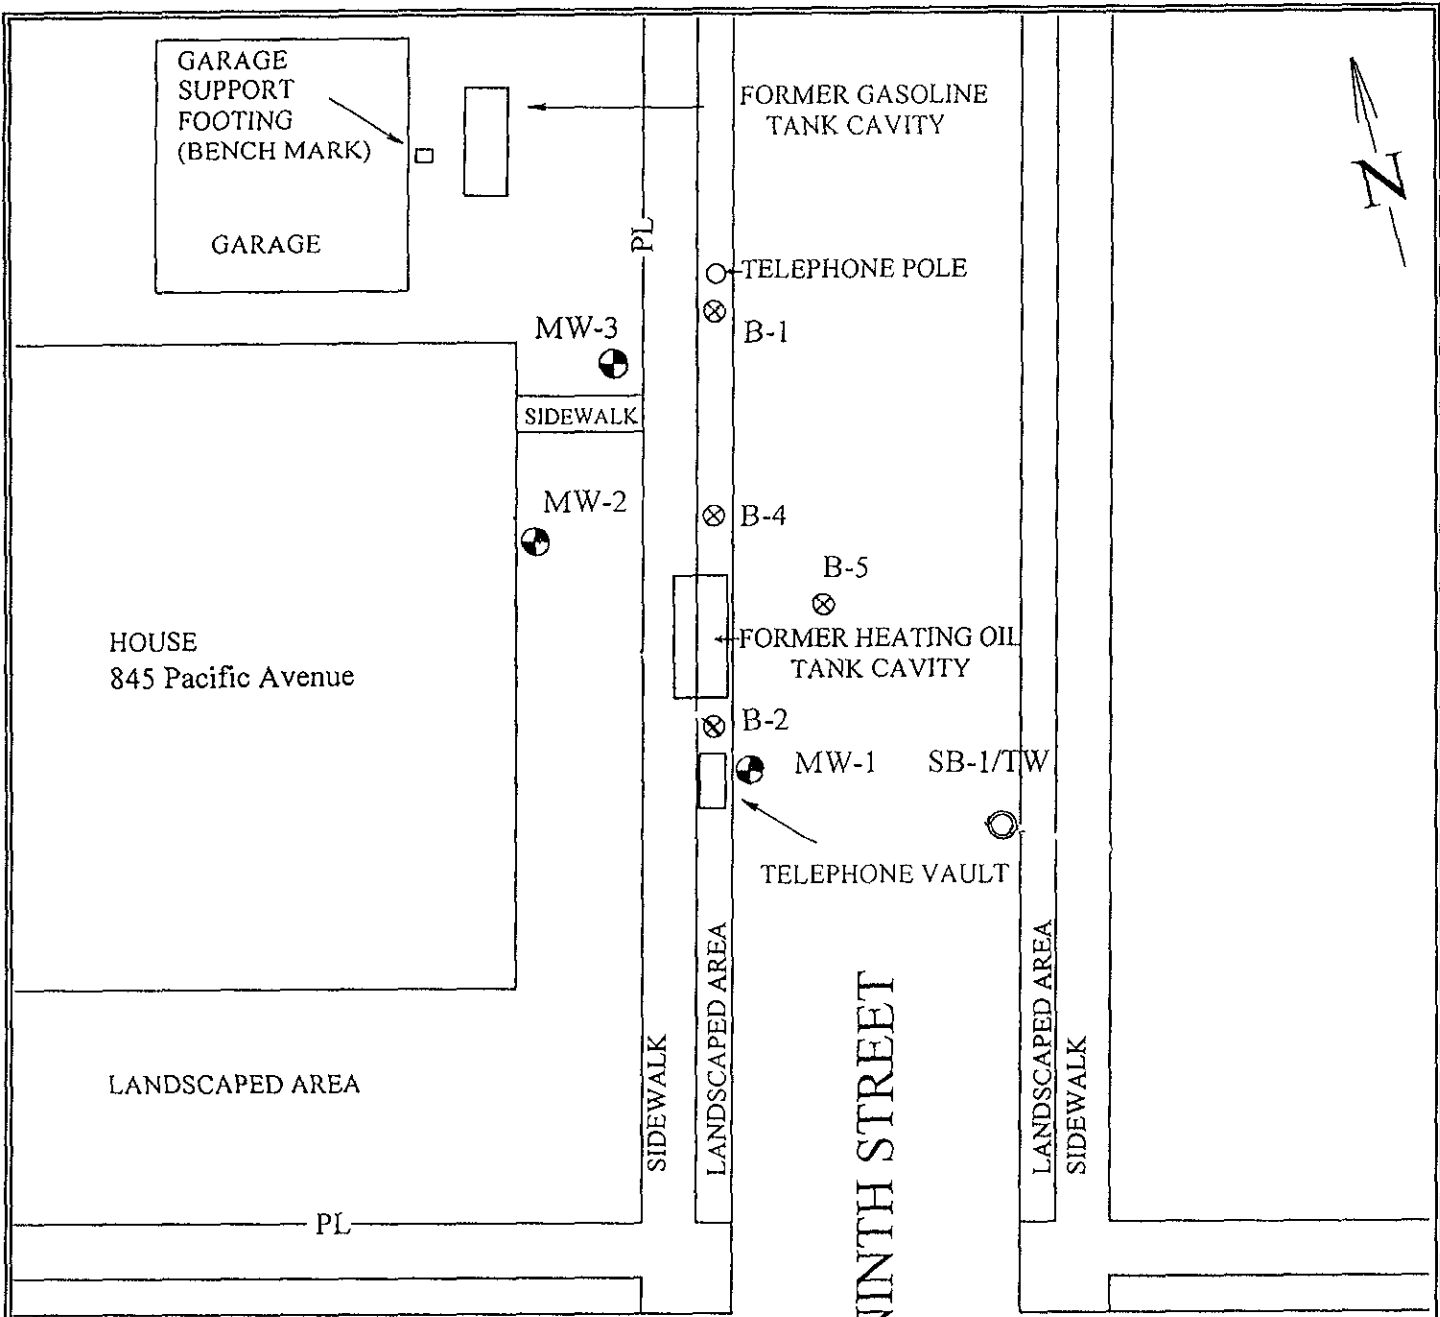 GARAGE
SUPPORT
FOOTING
(BENCH MARK)
FORMER GASOLINE
TANK CAVITY
N
PL
GARAGE
TELEPHONE POLE
MW-3
B-1
SIDEWALK
MW-2
B-4
B-5
HOUSE
845 Pacific Avenue
FORMER HEATING OIL
TANK CAVITY
B-2
MW-1
SB-1/TW
TELEPHONE VAULT
LANDSCAPED AREA
SIDEWALK
LANDSCAPED AREA
NINTH STREET
LANDSCAPED AREA
SIDEWALK
PL